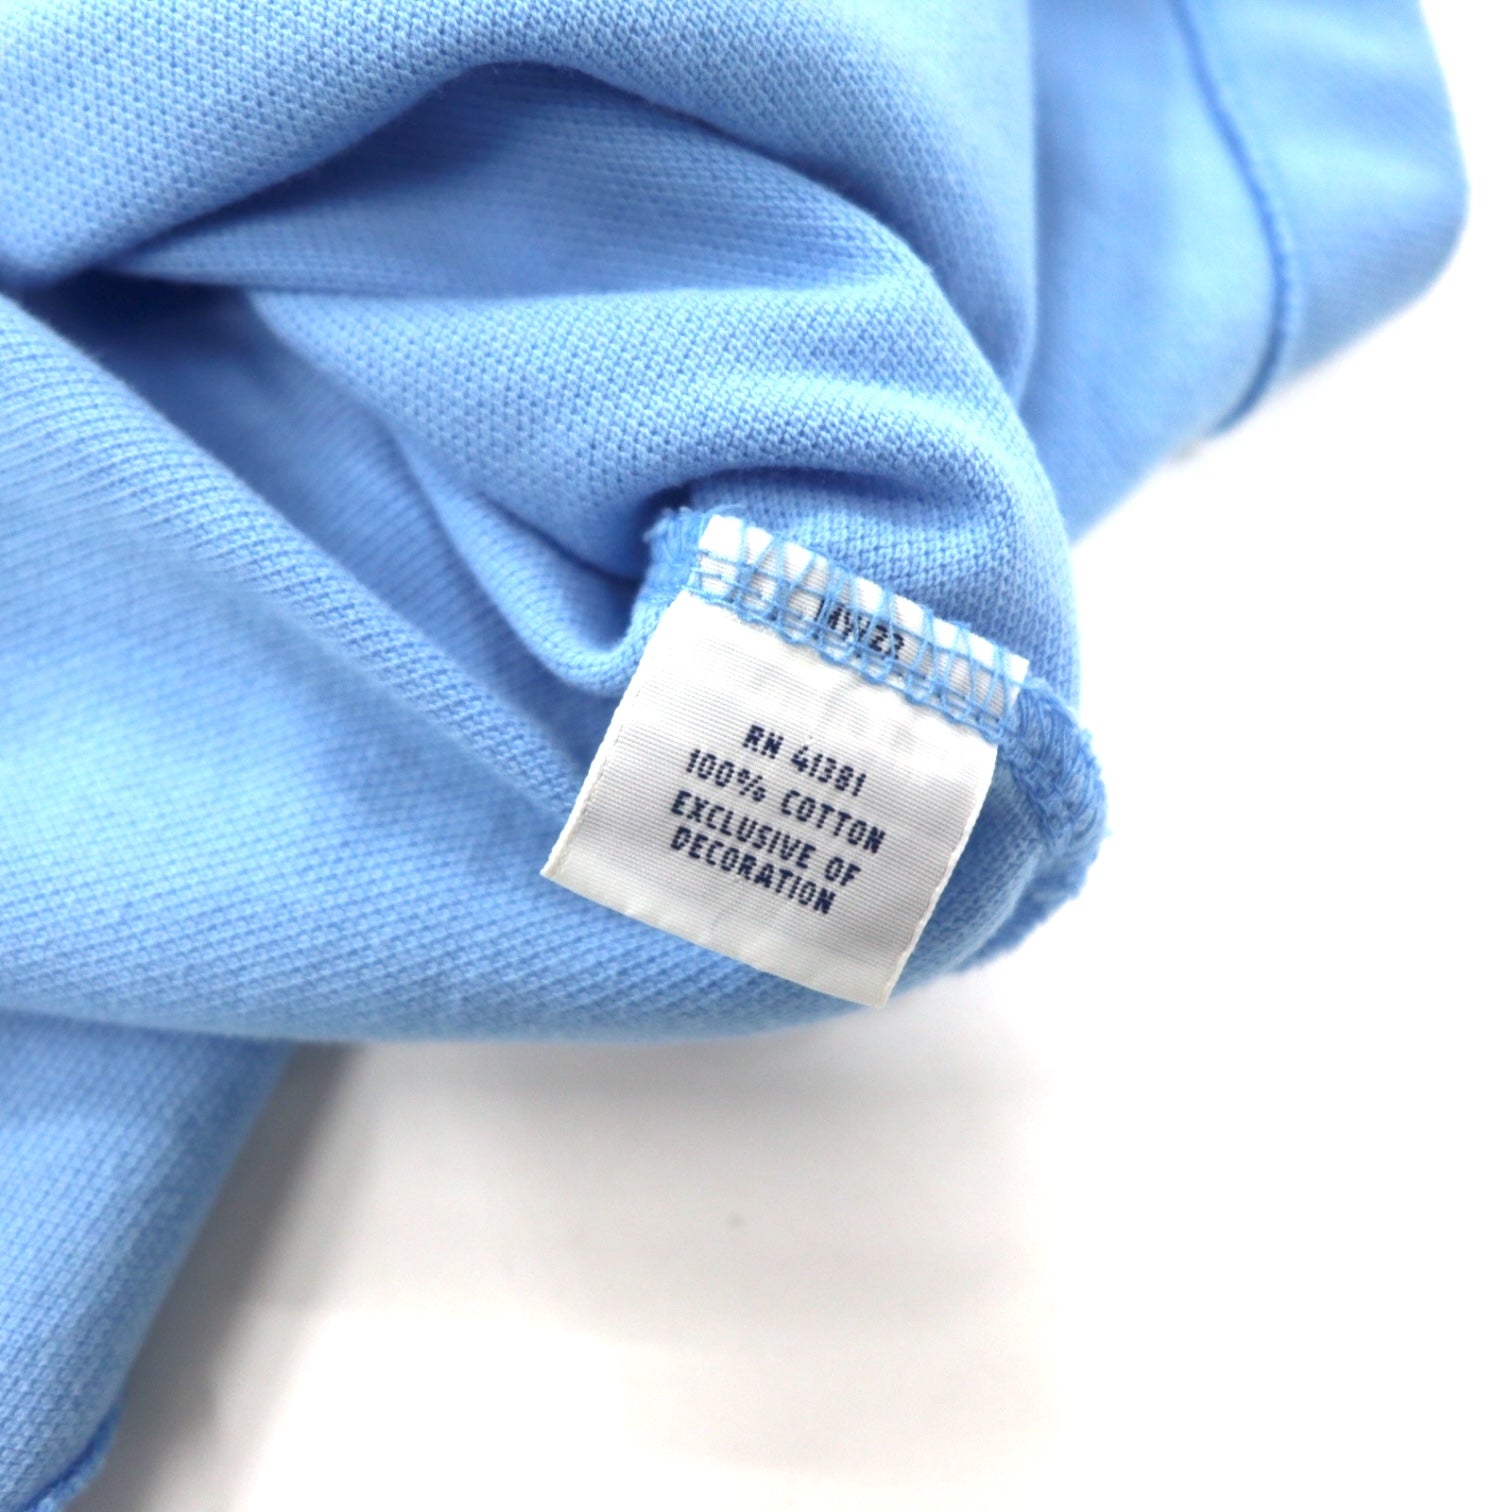 RN 41381
100% COTTON
EXCLUSIVE OF
DECORATION